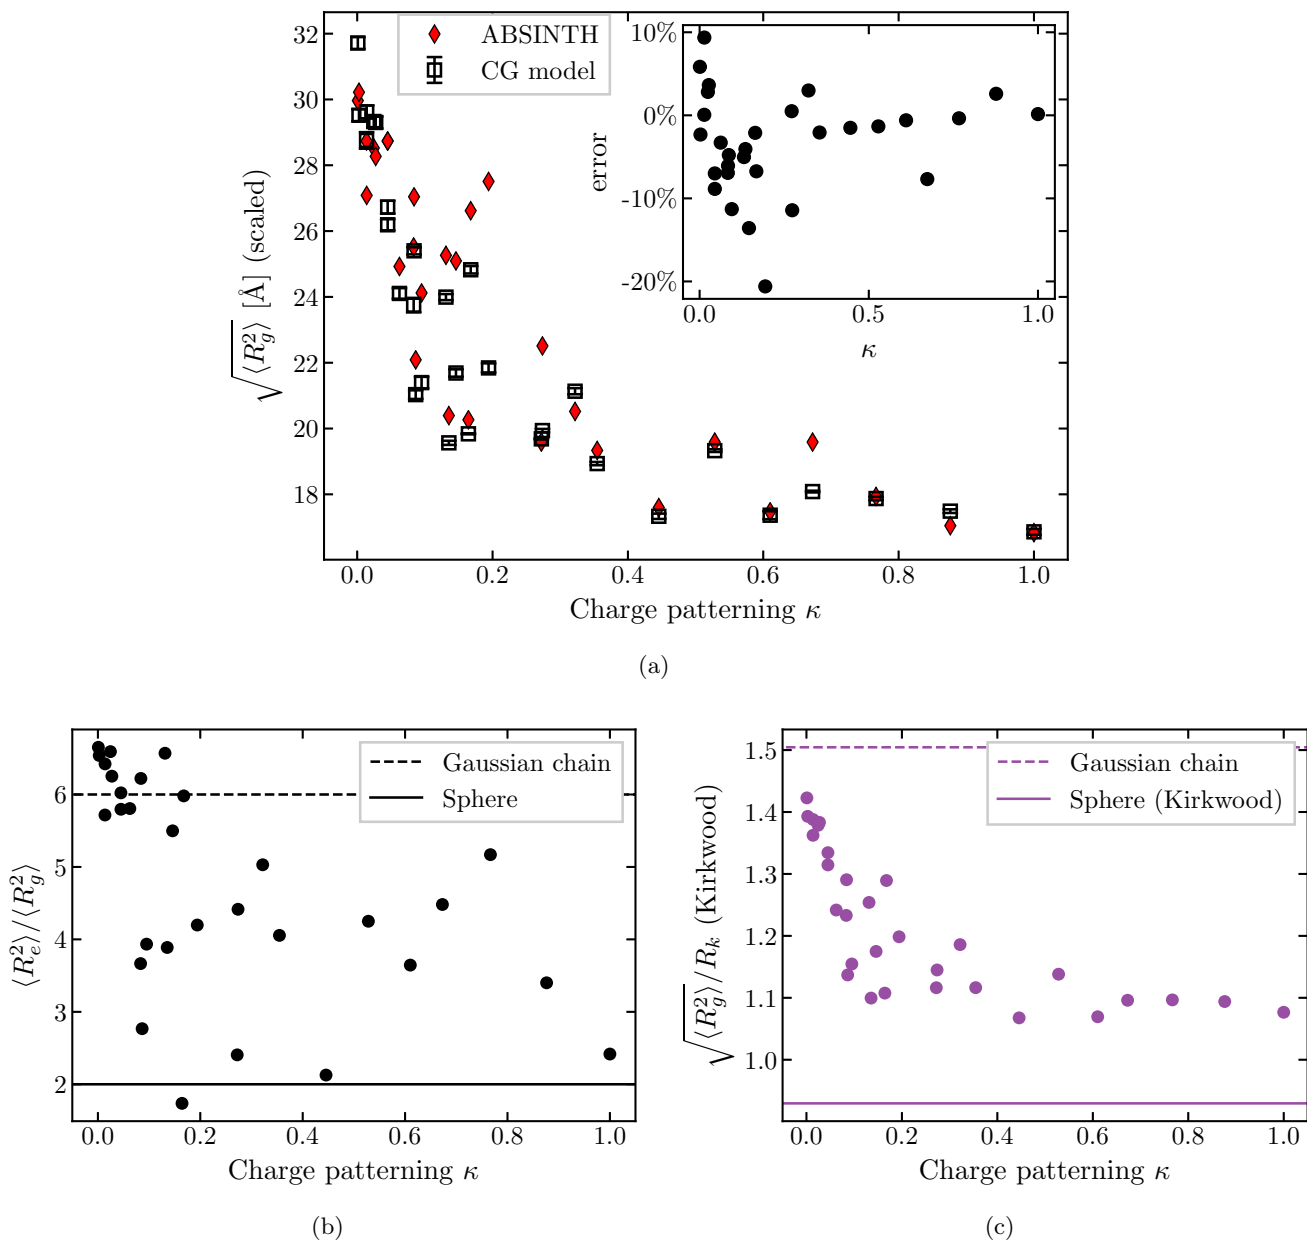 32
30
28
26
24
22
20
18
√⟨R_g^2⟩ [Å] (scaled)
ABSINTH
CG model
10%
0%
-10%
-20%
error
0.0 0.5 1.0
κ
0.0 0.2 0.4 0.6 0.8 1.0
Charge patterning κ
(a)
6
5
4
3
2
⟨R_e^2⟩/⟨R_g^2⟩
Gaussian chain
Sphere
0.0 0.2 0.4 0.6 0.8 1.0
Charge patterning κ
(b)
1.5
1.4
1.3
1.2
1.1
1.0
√⟨R_g^2⟩/R_k (Kirkwood)
Gaussian chain
Sphere (Kirkwood)
0.0 0.2 0.4 0.6 0.8 1.0
Charge patterning κ
(c)